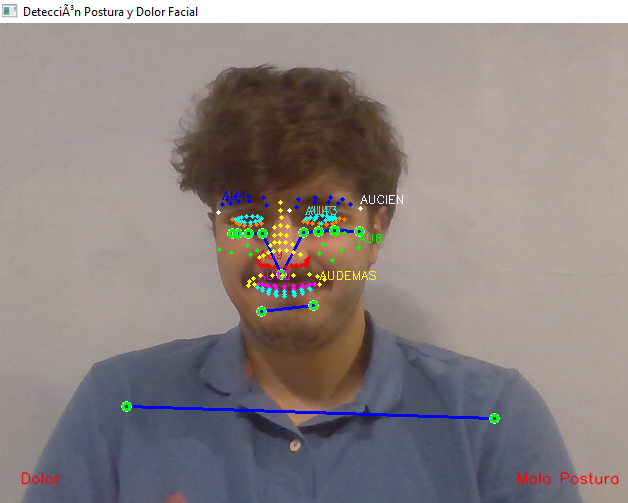 DetecciÃ³n Postura y Dolor Facial
AUCIEN
AU6
AUDEMAS
Dolor
Mala Postura